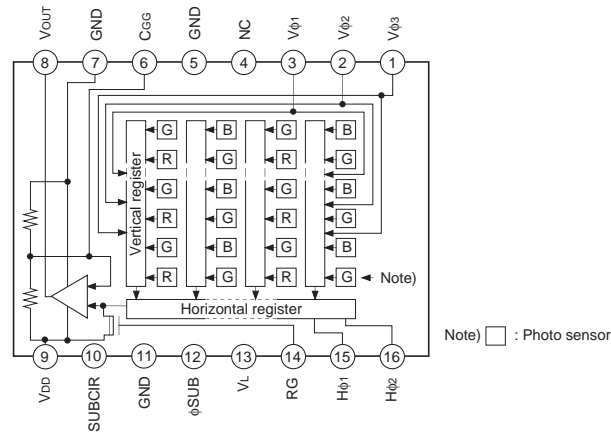 VOUT GND CGG GND NC Vφ1 Vφ2 Vφ3
8 7 6 5 4 3 2 1
Vertical register
G B G B
R G R G
G B G B
R G R G
G B G B
R G R G Note)
Horizontal register
Note) : Photo sensor
9 10 11 12 13 14 15 16
VDD SUBCIR GND φSUB VL RG Hφ1 Hφ2